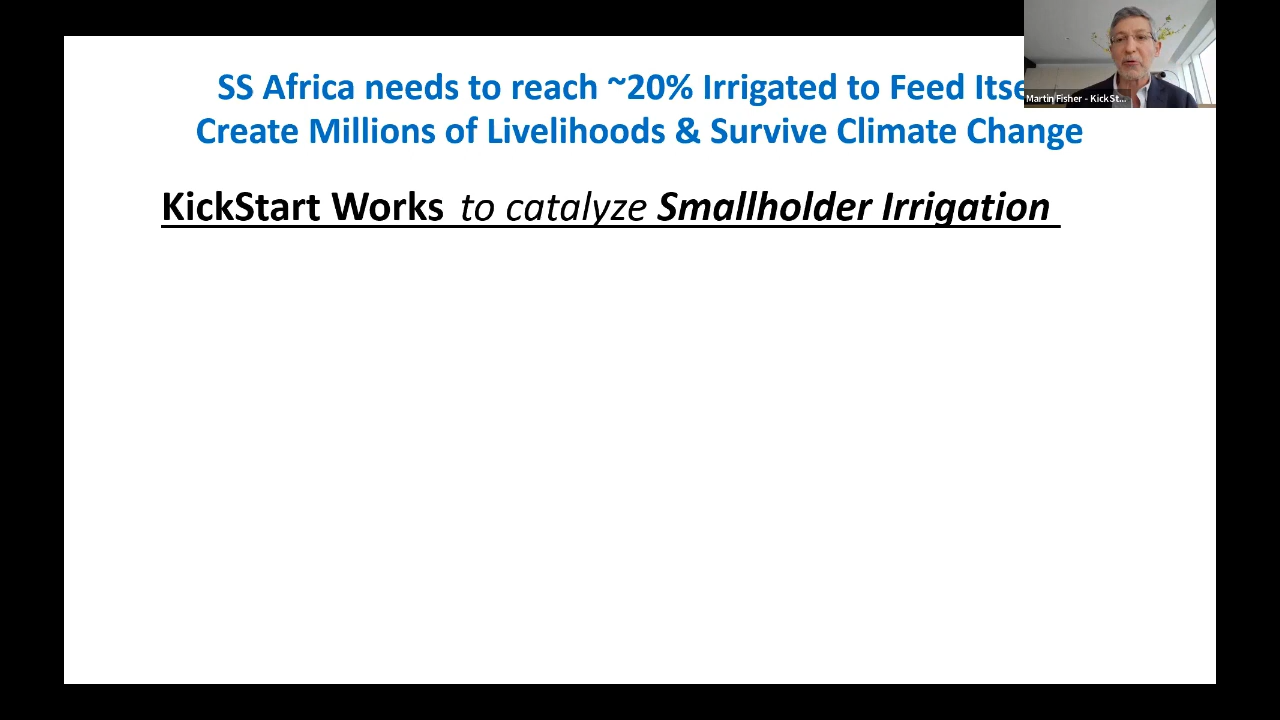 SS Africa needs to reach ~20% Irrigated to Feed Itse
Create Millions of Livelihoods & Survive Climate Change
KickStart Works to catalyze Smallholder Irrigation
Martin Fisher - KickSt...